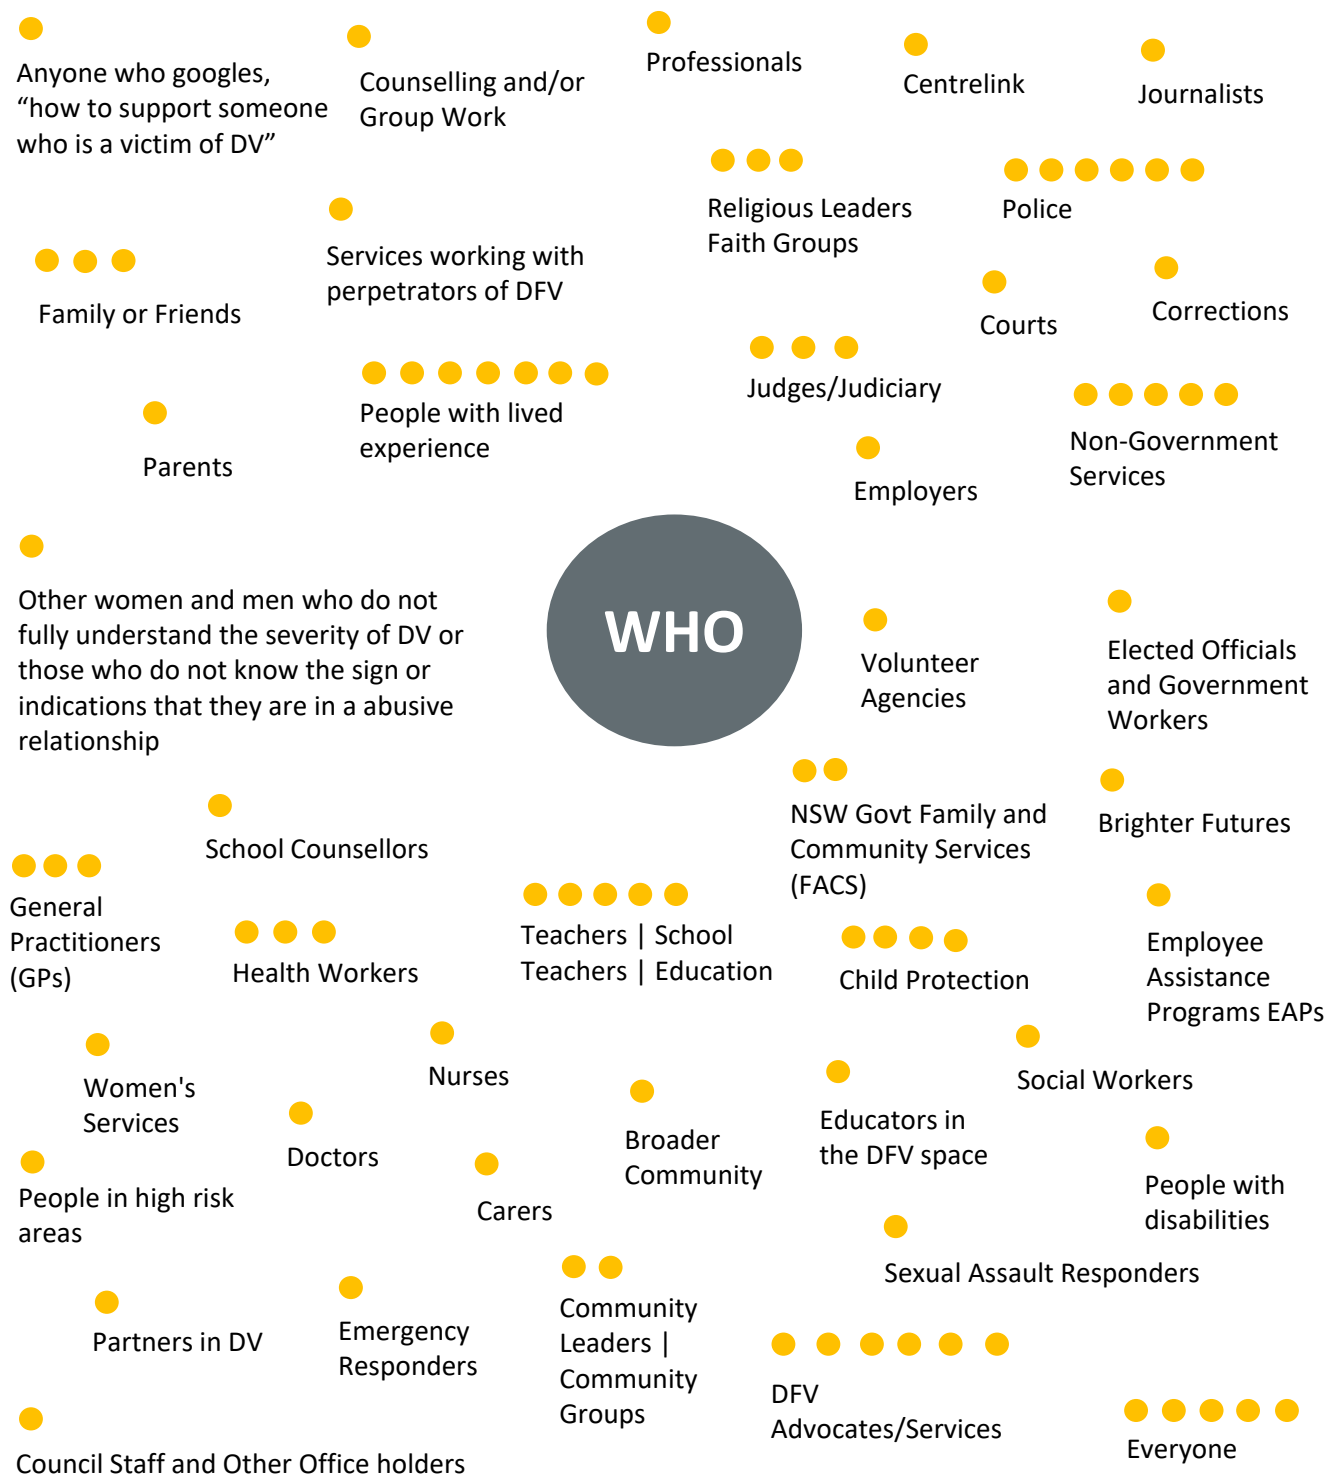 Anyone who googles,
“how to support someone
who is a victim of DV”
Counselling and/or
Group Work
Professionals
Centrelink
Journalists
Religious Leaders
Faith Groups
Police
Services working with
perpetrators of DFV
Family or Friends
Courts
Corrections
People with lived
experience
Judges/Judiciary
Non-Government
Services
Parents
Employers
Other women and men who do not
fully understand the severity of DV or
those who do not know the sign or
indications that they are in a abusive
relationship
WHO
Volunteer
Agencies
Elected Officials
and Government
Workers
School Counsellors
NSW Govt Family and
Community Services
(FACS)
Brighter Futures
General
Practitioners
(GPs)
Health Workers
Teachers | School
Teachers | Education
Child Protection
Employee
Assistance
Programs EAPs
Women's
Services
Nurses
Social Workers
Doctors
Broader
Community
Educators in
the DFV space
People in high risk
areas
Carers
People with
disabilities
Sexual Assault Responders
Partners in DV
Emergency
Responders
Community
Leaders |
Community
Groups
DFV
Advocates/Services
Everyone
Council Staff and Other Office holders